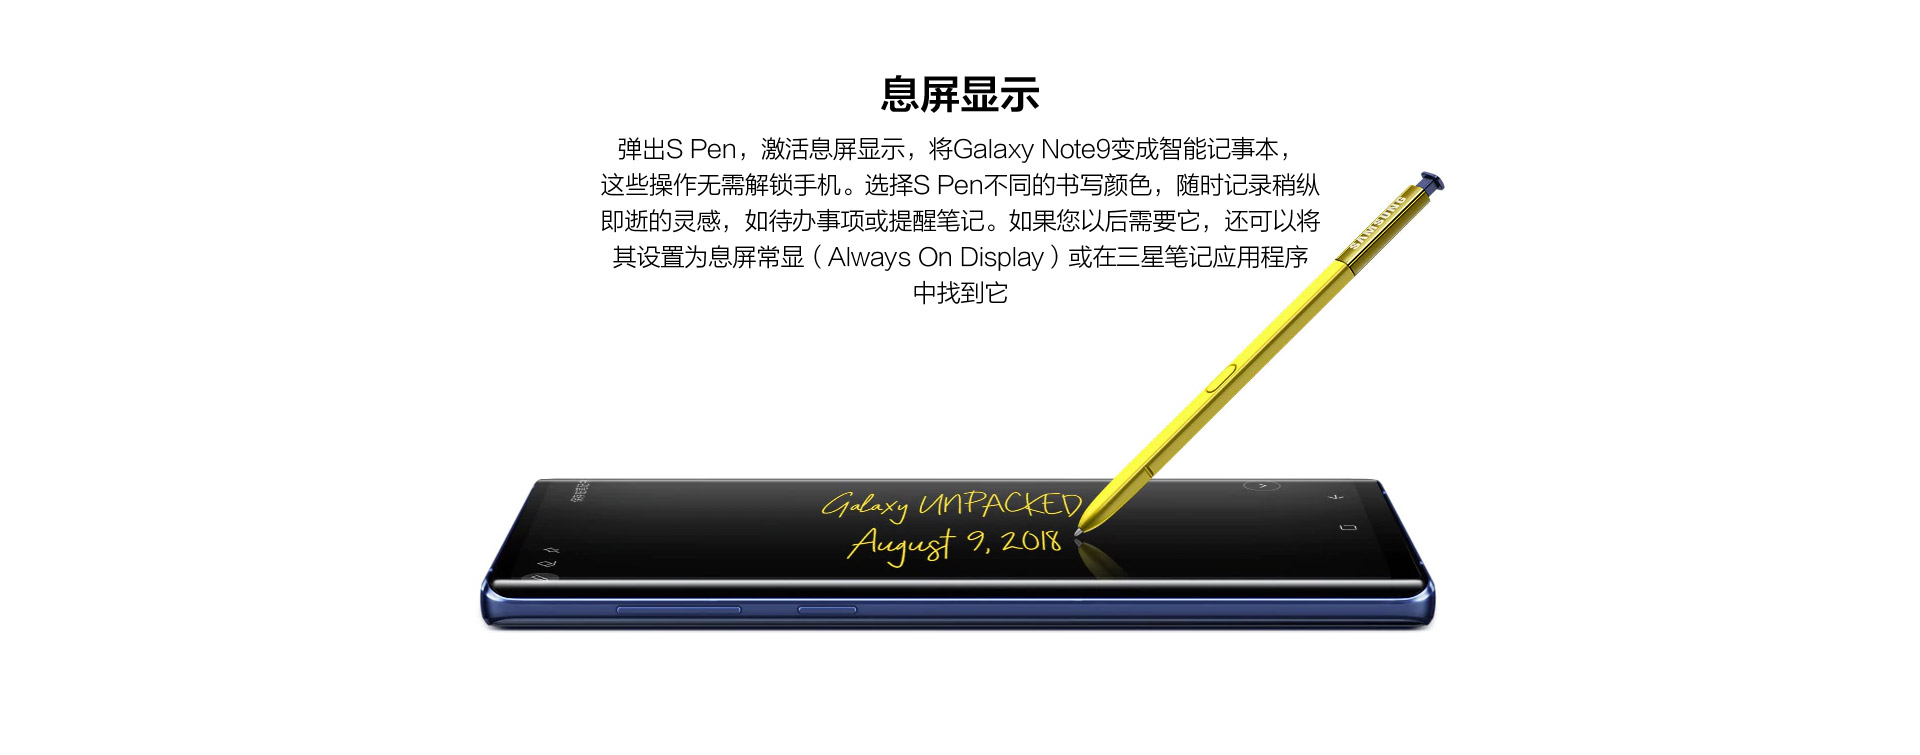 息屏显示
弹出S Pen，激活息屏显示，将Galaxy Note9变成智能记事本，
这些操作无需解锁手机。选择S Pen不同的书写颜色，随时记录稍纵
即逝的灵感，如待办事项或提醒笔记。如果您以后需要它，还可以将
其设置为息屏常显（Always On Display）或在三星笔记应用程序
中找到它
SAMSUNG
Galaxy UNPACKED
August 9, 2018